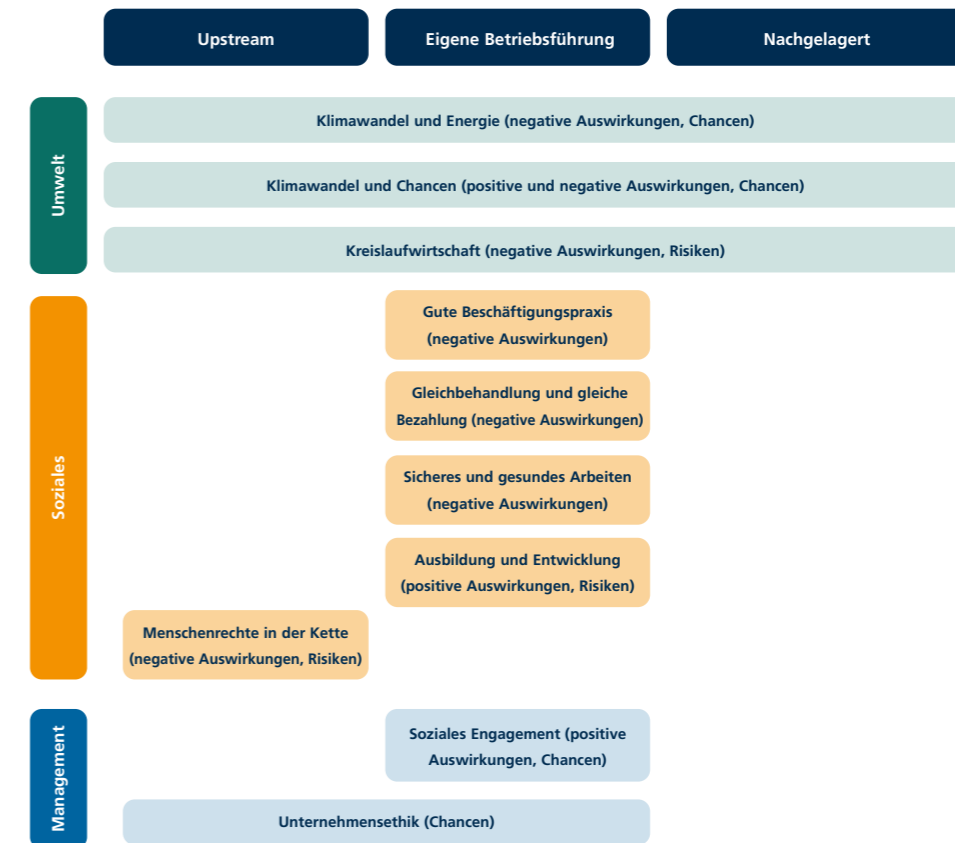 Upstream
Eigene Betriebsführung
Nachgelagert
Umwelt
Klimawandel und Energie (negative Auswirkungen, Chancen)
Klimawandel und Chancen (positive und negative Auswirkungen, Chancen)
Kreislaufwirtschaft (negative Auswirkungen, Risiken)
Soziales
Gute Beschäftigungspraxis
(negative Auswirkungen)
Gleichbehandlung und gleiche
Bezahlung (negative Auswirkungen)
Sicheres und gesundes Arbeiten
(negative Auswirkungen)
Ausbildung und Entwicklung
(positive Auswirkungen, Risiken)
Menschenrechte in der Kette
(negative Auswirkungen, Risiken)
Management
Soziales Engagement (positive
Auswirkungen, Chancen)
Unternehmensethik (Chancen)